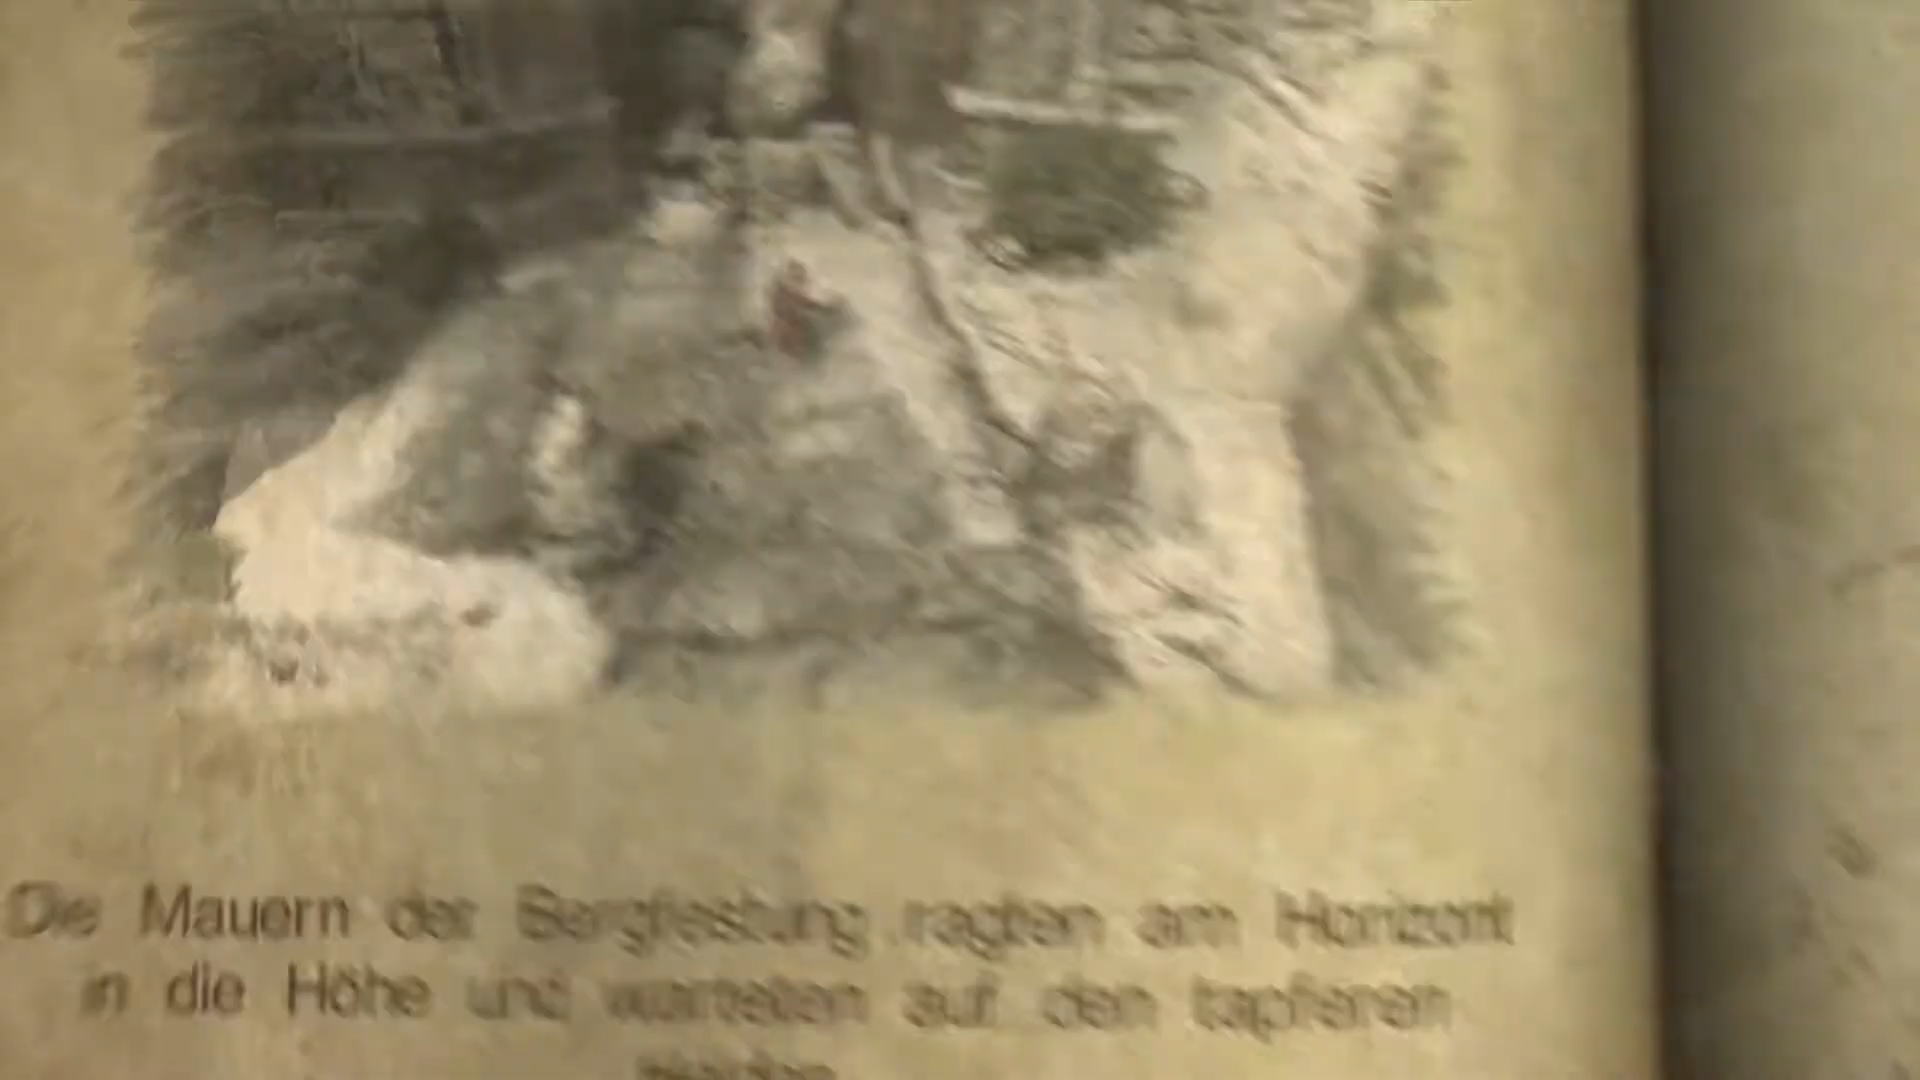 Die Mauern der Bergfestung ragten am Horizont
in die Höhe und warteten auf den tapferen